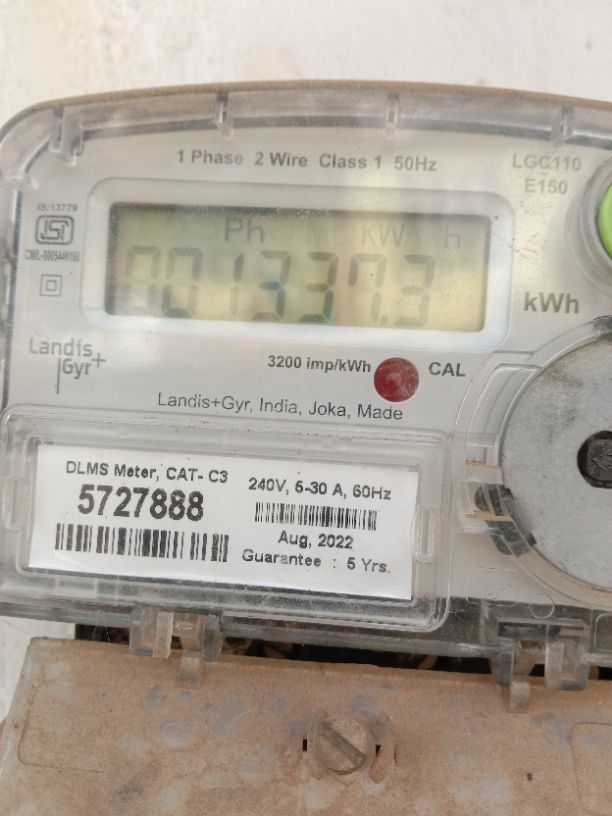 1 Phase 2 Wire Class 1 50Hz
LGC110
E150
IS:13779
ISI
Ph kW h
001337.3
kWh
Landis+
Gyr
3200 imp/kWh
CAL
Landis+Gyr, India, Joka, Made
DLMS Meter, CAT- C3
5727888
240V, 5-30 A, 50Hz
Aug, 2022
Guarantee : 5 Yrs.